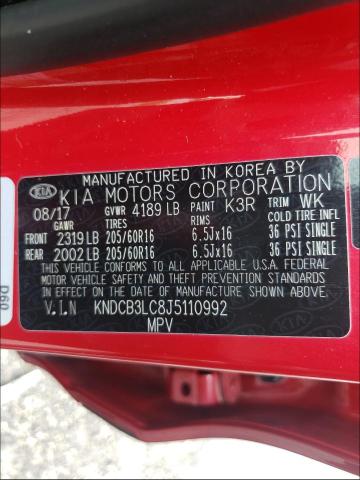 MANUFACTURED IN KOREA BY
KIA KIA MOTORS CORPORATION
08/17 GVWR 4189 LB PAINT K3R TRIM WK
GAWR TIRES RIMS COLD TIRE INFL
FRONT 2319 LB 205/60R16 6.5Jx16 36 PSI SINGLE
REAR 2002 LB 205/60R16 6.5Jx16 36 PSI SINGLE
THIS VEHICLE CONFORMS TO ALL APPLICABLE U.S.A. FEDERAL
MOTOR VEHICLE SAFETY AND THEFT PREVENTION STANDARDS
IN EFFECT ON THE DATE OF MANUFACTURE SHOWN ABOVE.
V.I.N KNDCB3LC8J5110992
MPV
D60